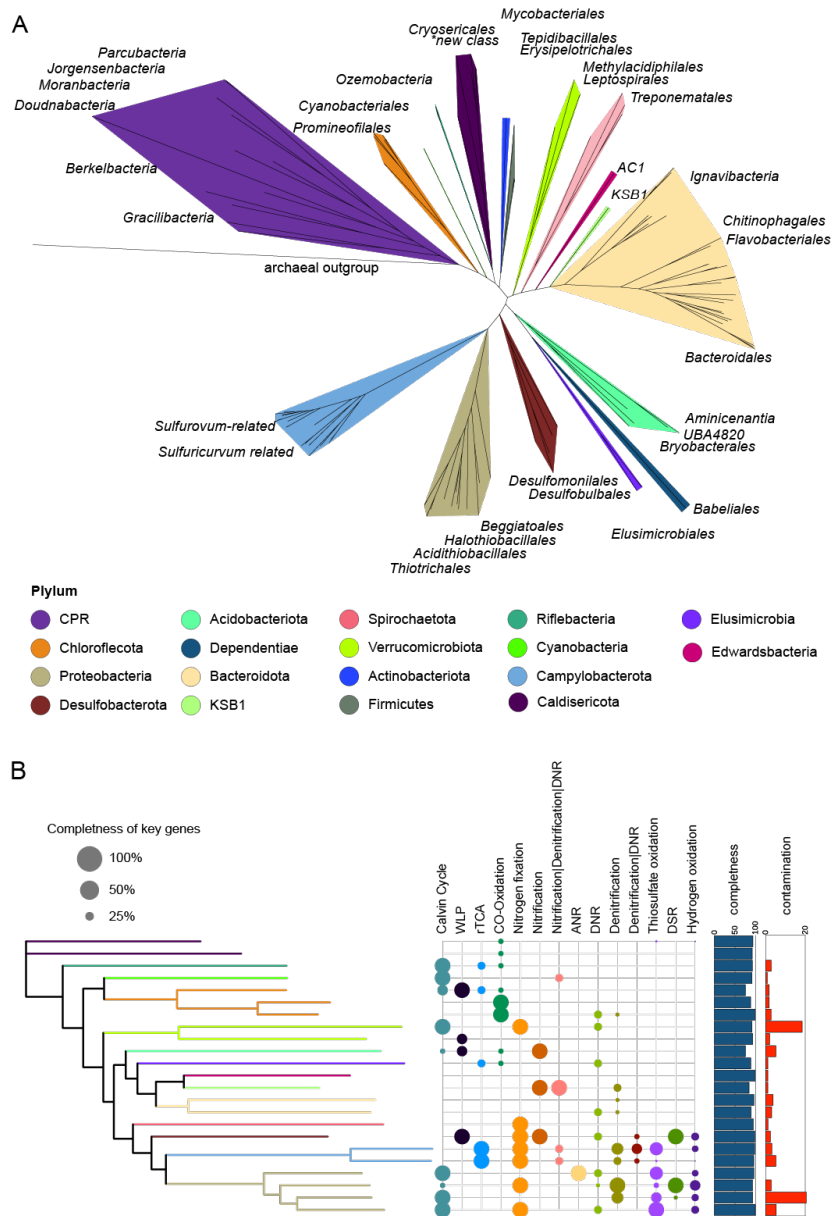 A
Mycobacteriales
Cryosericales
*new class
Tepidibacillales
Erysipelotrichales
Parcubacteria
Jorgensenbacteria
Moranbacteria
Doudnabacteria
Ozemobacteria
Methylacidiphilales
Leptospirales
Treponematales
Cyanobacteriales
Promineofilales
Berkelbacteria
AC1
KSB1
Ignavibacteria
Gracilibacteria
Chitinophagales
Flavobacteriales
archaeal outgroup
Bacteroidales
Sulfurovum-related
Sulfuricurvum related
Aminicenantia
UBA4820
Bryobacterales
Desulfomonilales
Desulfobulbales
Babeliales
Elusimicrobiales
Beggiatoales
Halothiobacillales
Acidithiobacillales
Thiotrichales
Plylum
CPR
Acidobacteriota
Spirochaetota
Riflebacteria
Elusimicrobia
Chloroflecota
Dependentiae
Verrucomicrobiota
Cyanobacteria
Edwardsbacteria
Proteobacteria
Bacteroidota
Actinobacteriota
Campylobacterota
Desulfobacterota
KSB1
Firmicutes
Caldisericota
B
Completness of key genes
100%
50%
25%
Calvin Cycle
WLP
rTCA
CO-Oxidation
Nitrogen fixation
Nitrification
Nitrification|Denitrification|DNR
ANR
DNR
Denitrification
Denitrification|DNR
Thiosulfate oxidation
DSR
Hydrogen oxidation
completness
contamination
0
50
100
0
20